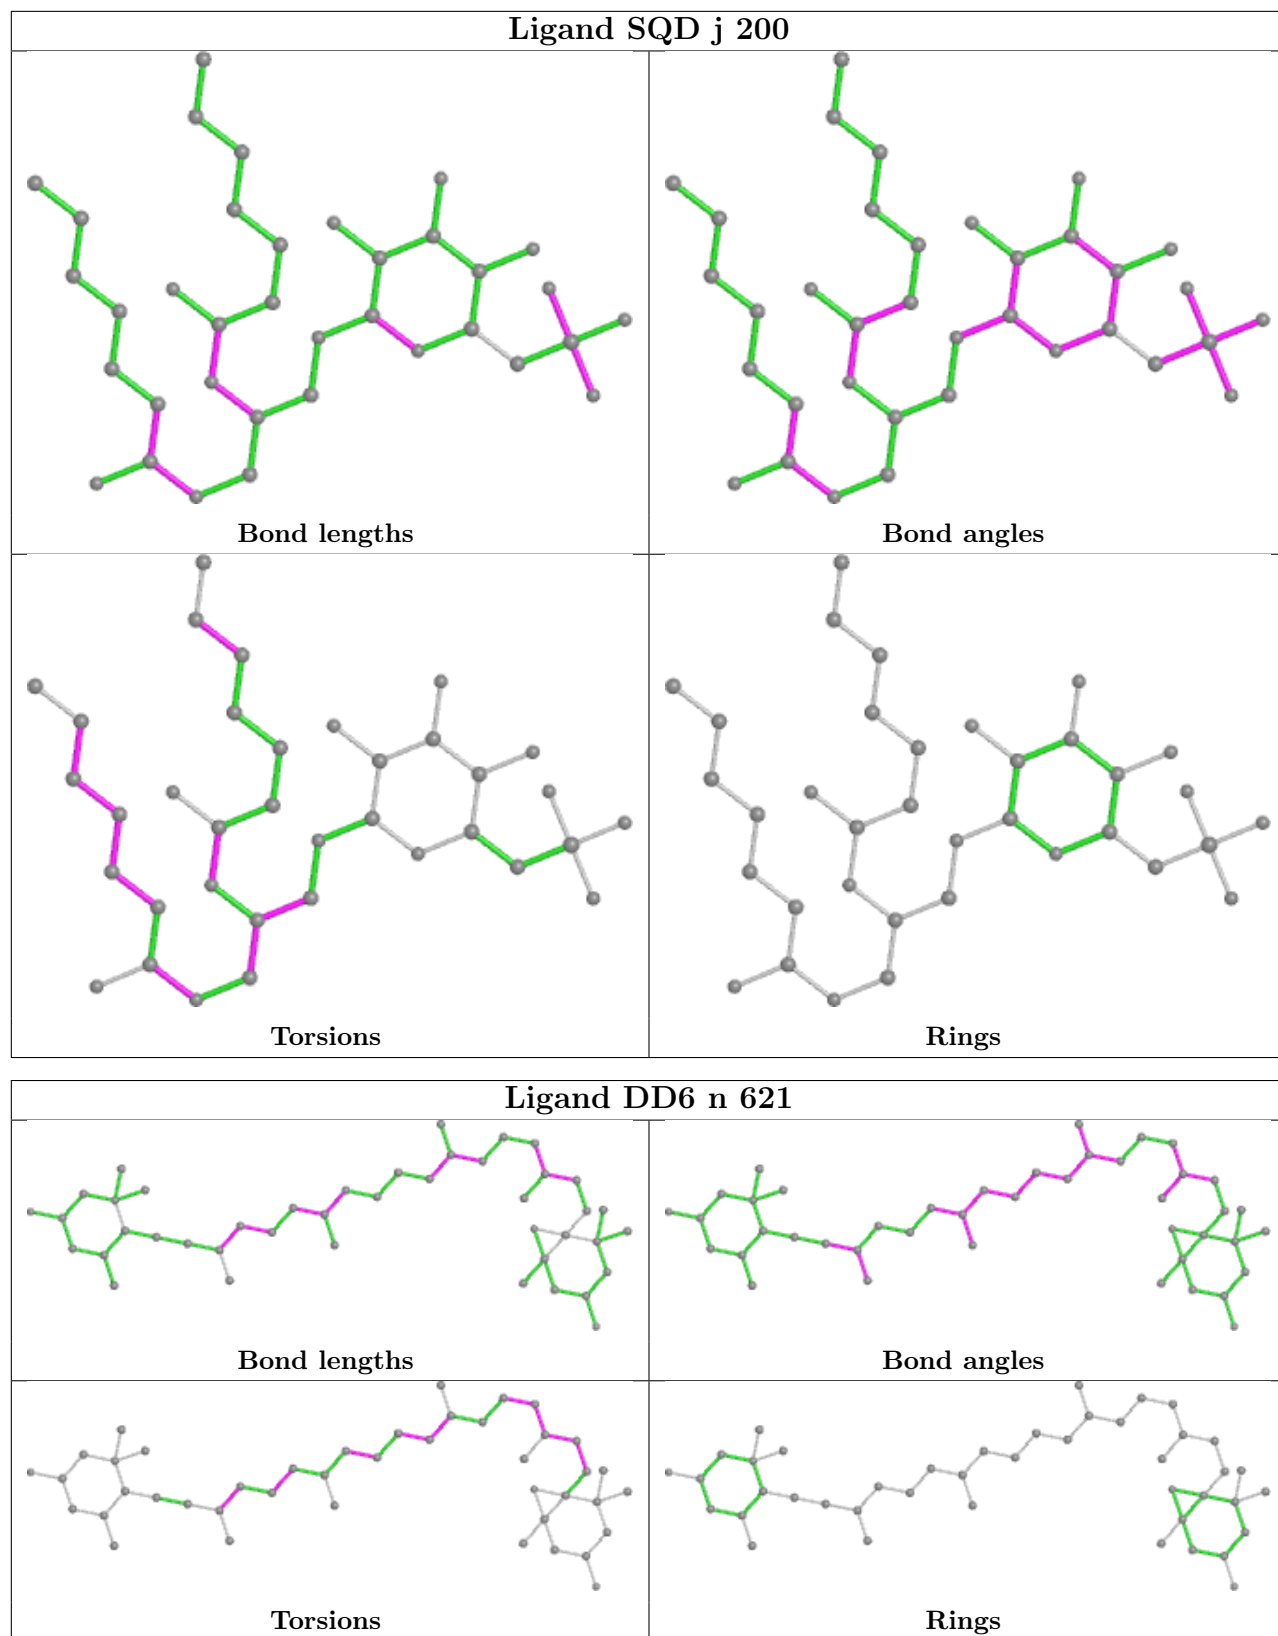 Ligand SQD j 200
Bond lengths
Bond angles
Torsions
Rings
Ligand DD6 n 621
Bond lengths
Bond angles
Torsions
Rings